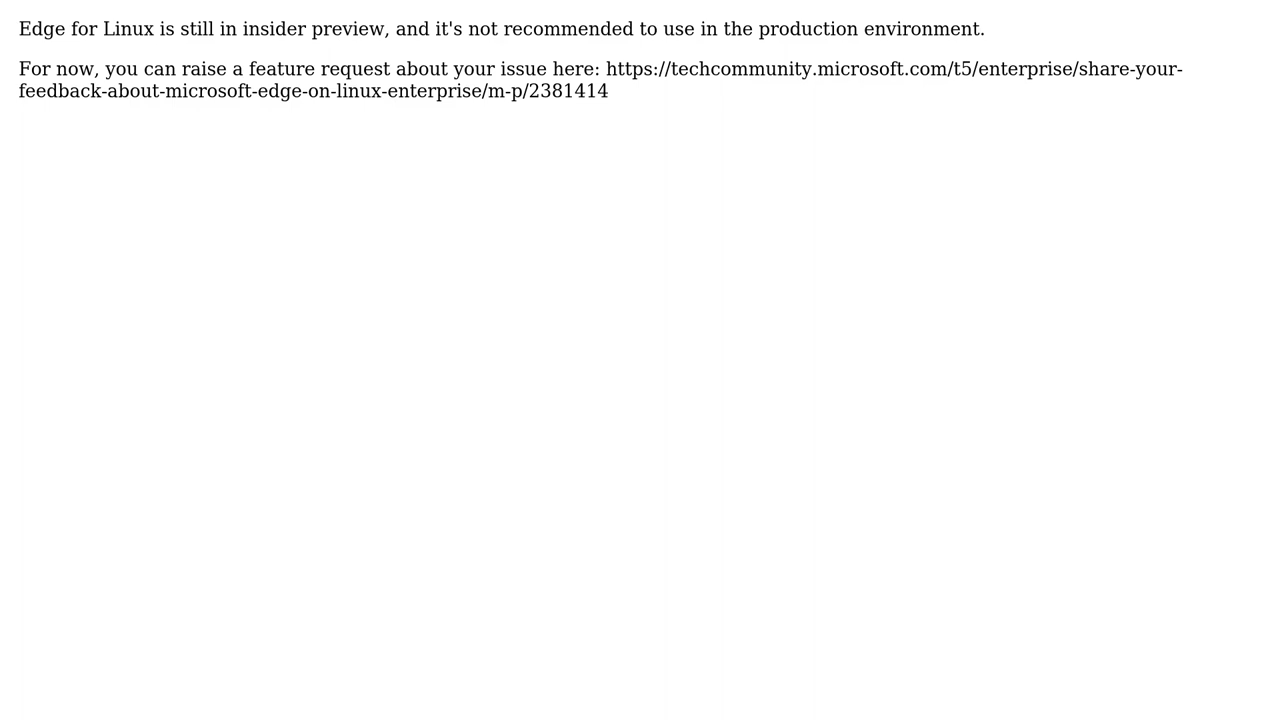 Edge for Linux is still in insider preview, and it's not recommended to use in the production environment.
For now, you can raise a feature request about your issue here: https://techcommunity.microsoft.com/t5/enterprise/share-your-
feedback-about-microsoft-edge-on-linux-enterprise/m-p/2381414